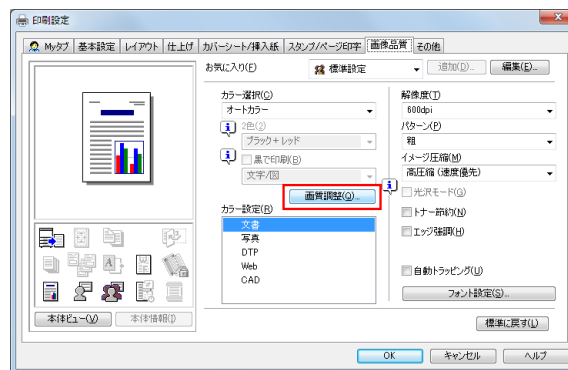 印刷設定
Myタブ 基本設定 レイアウト 仕上げ カバーシート/挿入紙 スタンプ/ページ印字 画像品質 その他
お気に入り(F) 標準設定 追加(D)... 編集(E)...
カラー選択(C)
オートカラー
2色(2)
ブラック+レッド
黒で印刷(B)
文字/図
画質調整(Q)...
カラー設定(R)
文書
写真
DTP
Web
CAD
解像度(T)
600dpi
パターン(P)
粗
イメージ圧縮(M)
高圧縮 (速度優先)
光沢モード(G)
トナー節約(N)
エッジ強調(H)
自動トラッピング(U)
フォント設定(S)...
本体ビュー(V) 本体情報(I)
標準に戻す(L)
OK キャンセル ヘルプ